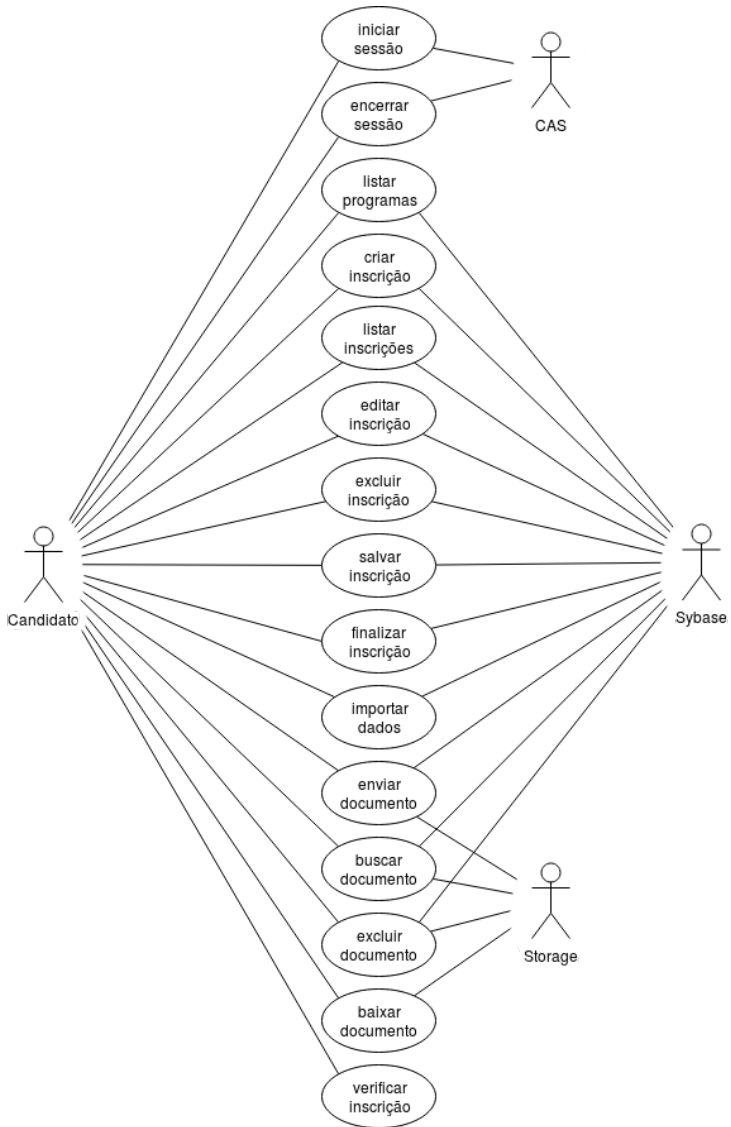 iniciar
sessão
CAS
encerrar
sessão
listar
programas
criar
inscrição
listar
inscrições
editar
inscrição
excluir
inscrição
salvar
inscrição
Candidato
Sybase
finalizar
inscrição
importar
dados
enviar
documento
buscar
documento
excluir
documento
Storage
baixar
documento
verificar
inscrição